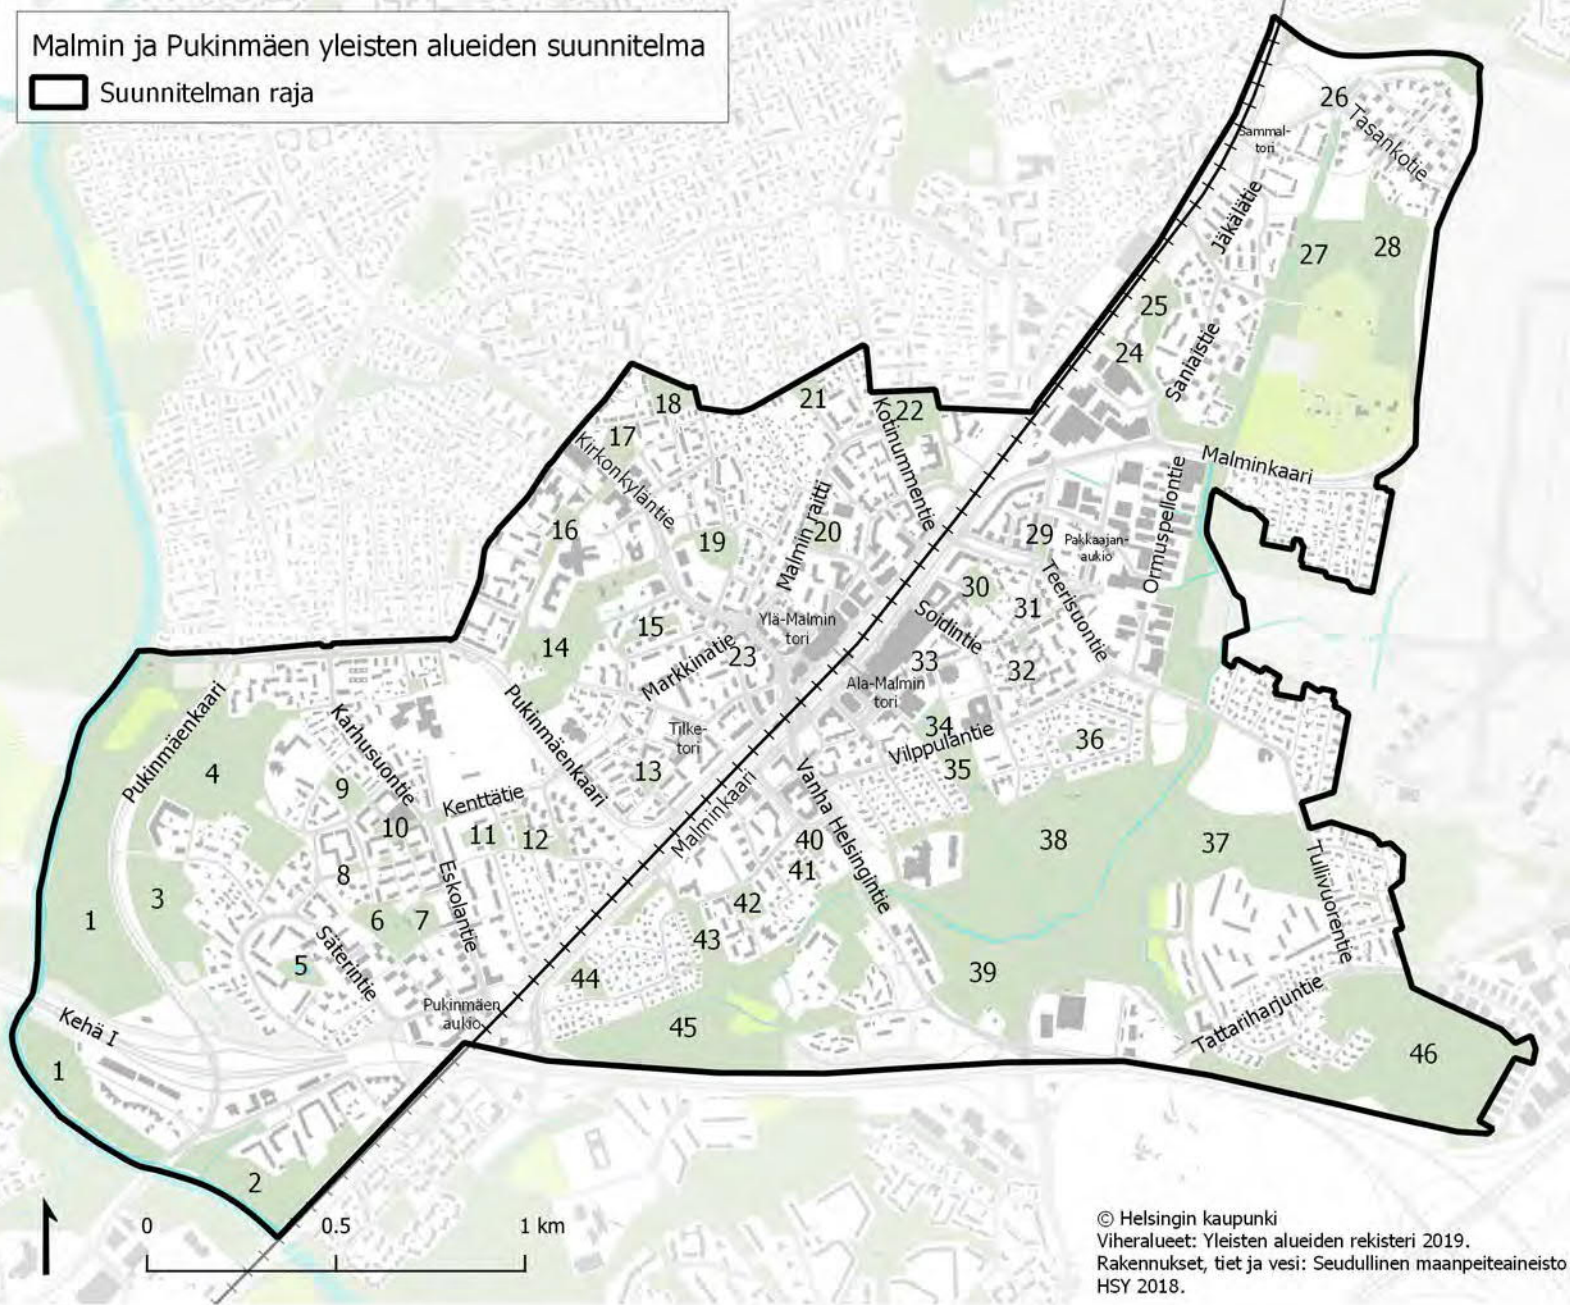 Malmin ja Pukinmäen yleisten alueiden suunnitelma
Suunnitelman raja
26
Tasankotie
Sammal-
tori
Jäkälätie
27
28
25
24
Saniaistie
18
21
22
17
Kirkonkyläntie
Kotinummentie
Malminkaari
16
19
Malmin raitti
20
29
Pakkaajan-
aukio
Ormuspellontie
30
31
Teerisuontie
Soidintie
15
Ylä-Malmin
tori
14
Markkinatie
23
33
32
Ala-Malmin
tori
Pukinmäenkaari
Pukinmäenkaari
Karhusuontie
Tilke-
tori
34
Vilppulantie
36
35
4
9
13
Kenttätie
Malminkaari
Vanha Helsingintie
10
11
12
40
38
37
41
Tullivuorentie
8
3
Eskolantie
42
1
6
7
43
5
Säterintie
44
39
Pukinmäen
aukio
45
Tattariharjuntie
Kehä I
46
1
2
0
0.5
1 km
© Helsingin kaupunki
Viheralueet: Yleisten alueiden rekisteri 2019.
Rakennukset, tiet ja vesi: Seudullinen maanpeiteaineisto
HSY 2018.